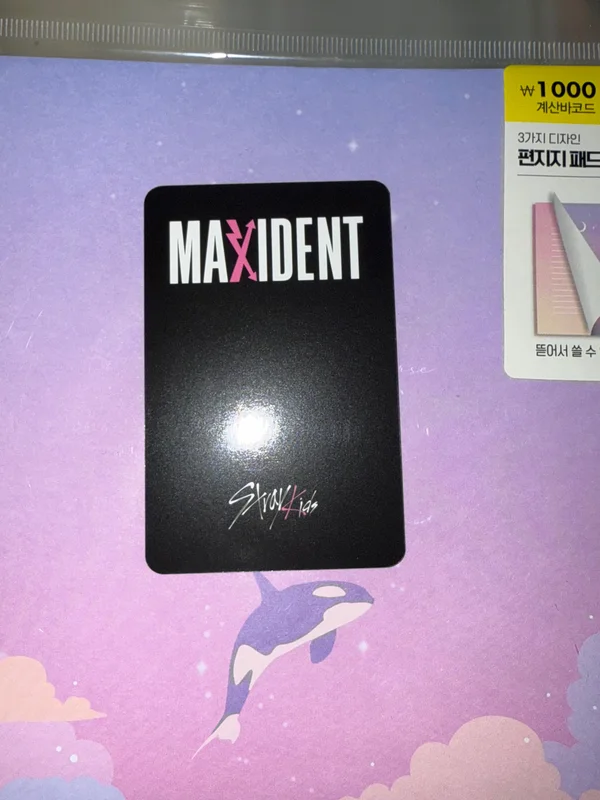 MAXIDENT
Stray Kids
₩1000
계산바코드
3가지 디자인
편지지 패드
뜯어서 쓸 수